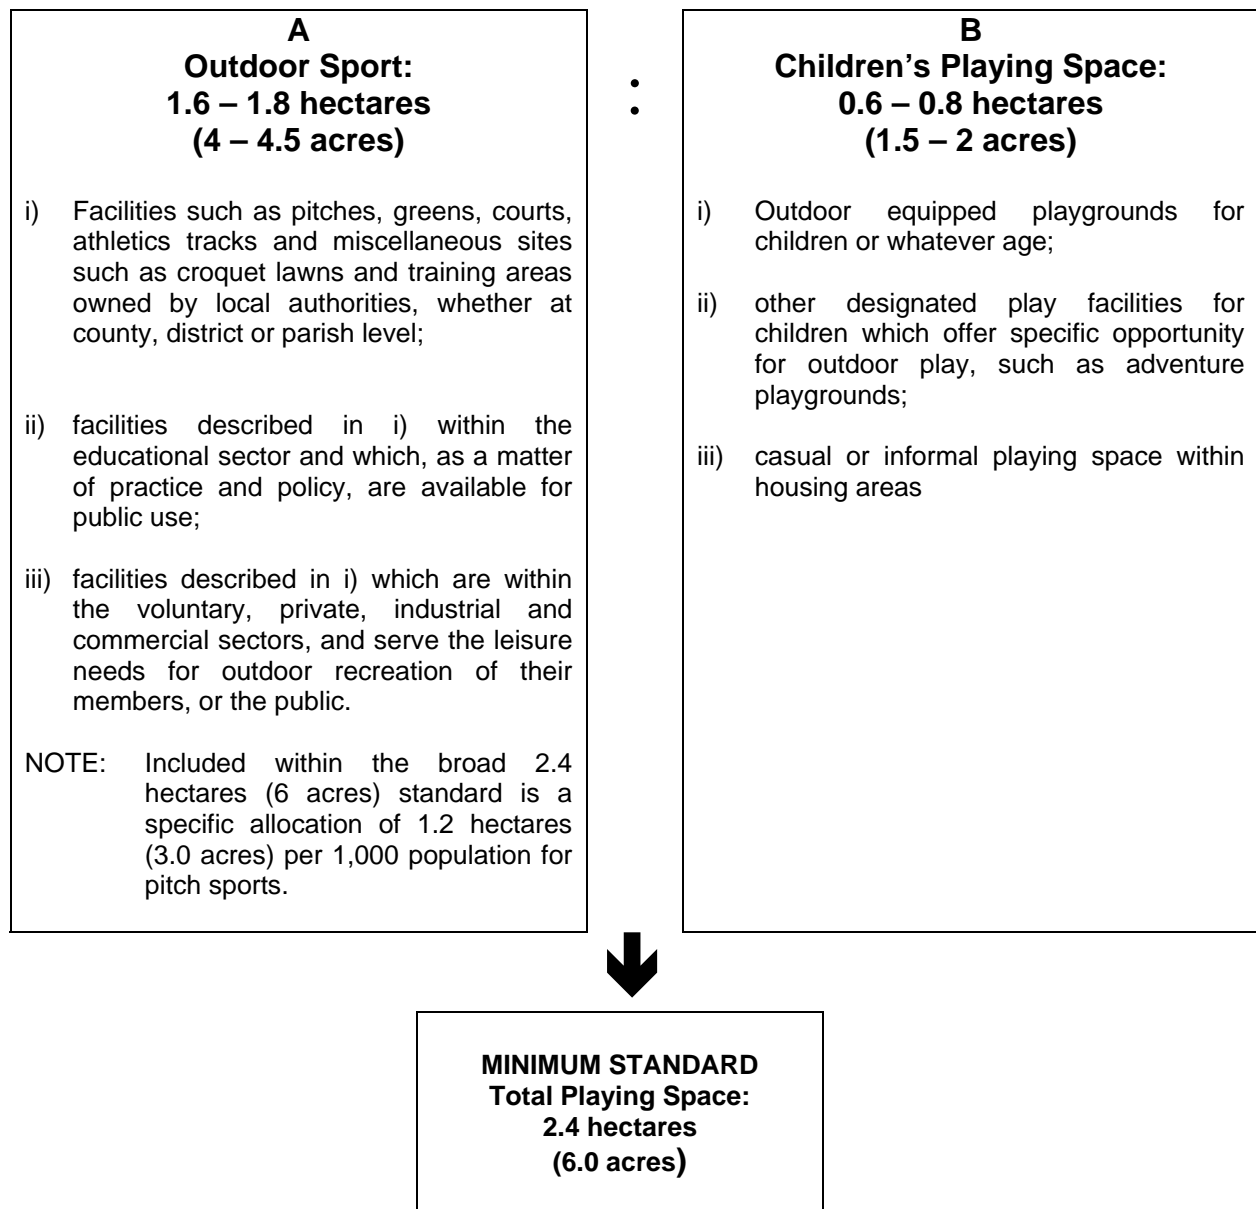 A
Outdoor Sport:
1.6 – 1.8 hectares
(4 – 4.5 acres)
i) Facilities such as pitches, greens, courts,
athletics tracks and miscellaneous sites
such as croquet lawns and training areas
owned by local authorities, whether at
county, district or parish level;
ii) facilities described in i) within the
educational sector and which, as a matter
of practice and policy, are available for
public use;
iii) facilities described in i) which are within
the voluntary, private, industrial and
commercial sectors, and serve the leisure
needs for outdoor recreation of their
members, or the public.
NOTE: Included within the broad 2.4
hectares (6 acres) standard is a
specific allocation of 1.2 hectares
(3.0 acres) per 1,000 population for
pitch sports.
:
B
Children’s Playing Space:
0.6 – 0.8 hectares
(1.5 – 2 acres)
i) Outdoor equipped playgrounds for
children or whatever age;
ii) other designated play facilities for
children which offer specific opportunity
for outdoor play, such as adventure
playgrounds;
iii) casual or informal playing space within
housing areas
MINIMUM STANDARD
Total Playing Space:
2.4 hectares
(6.0 acres)